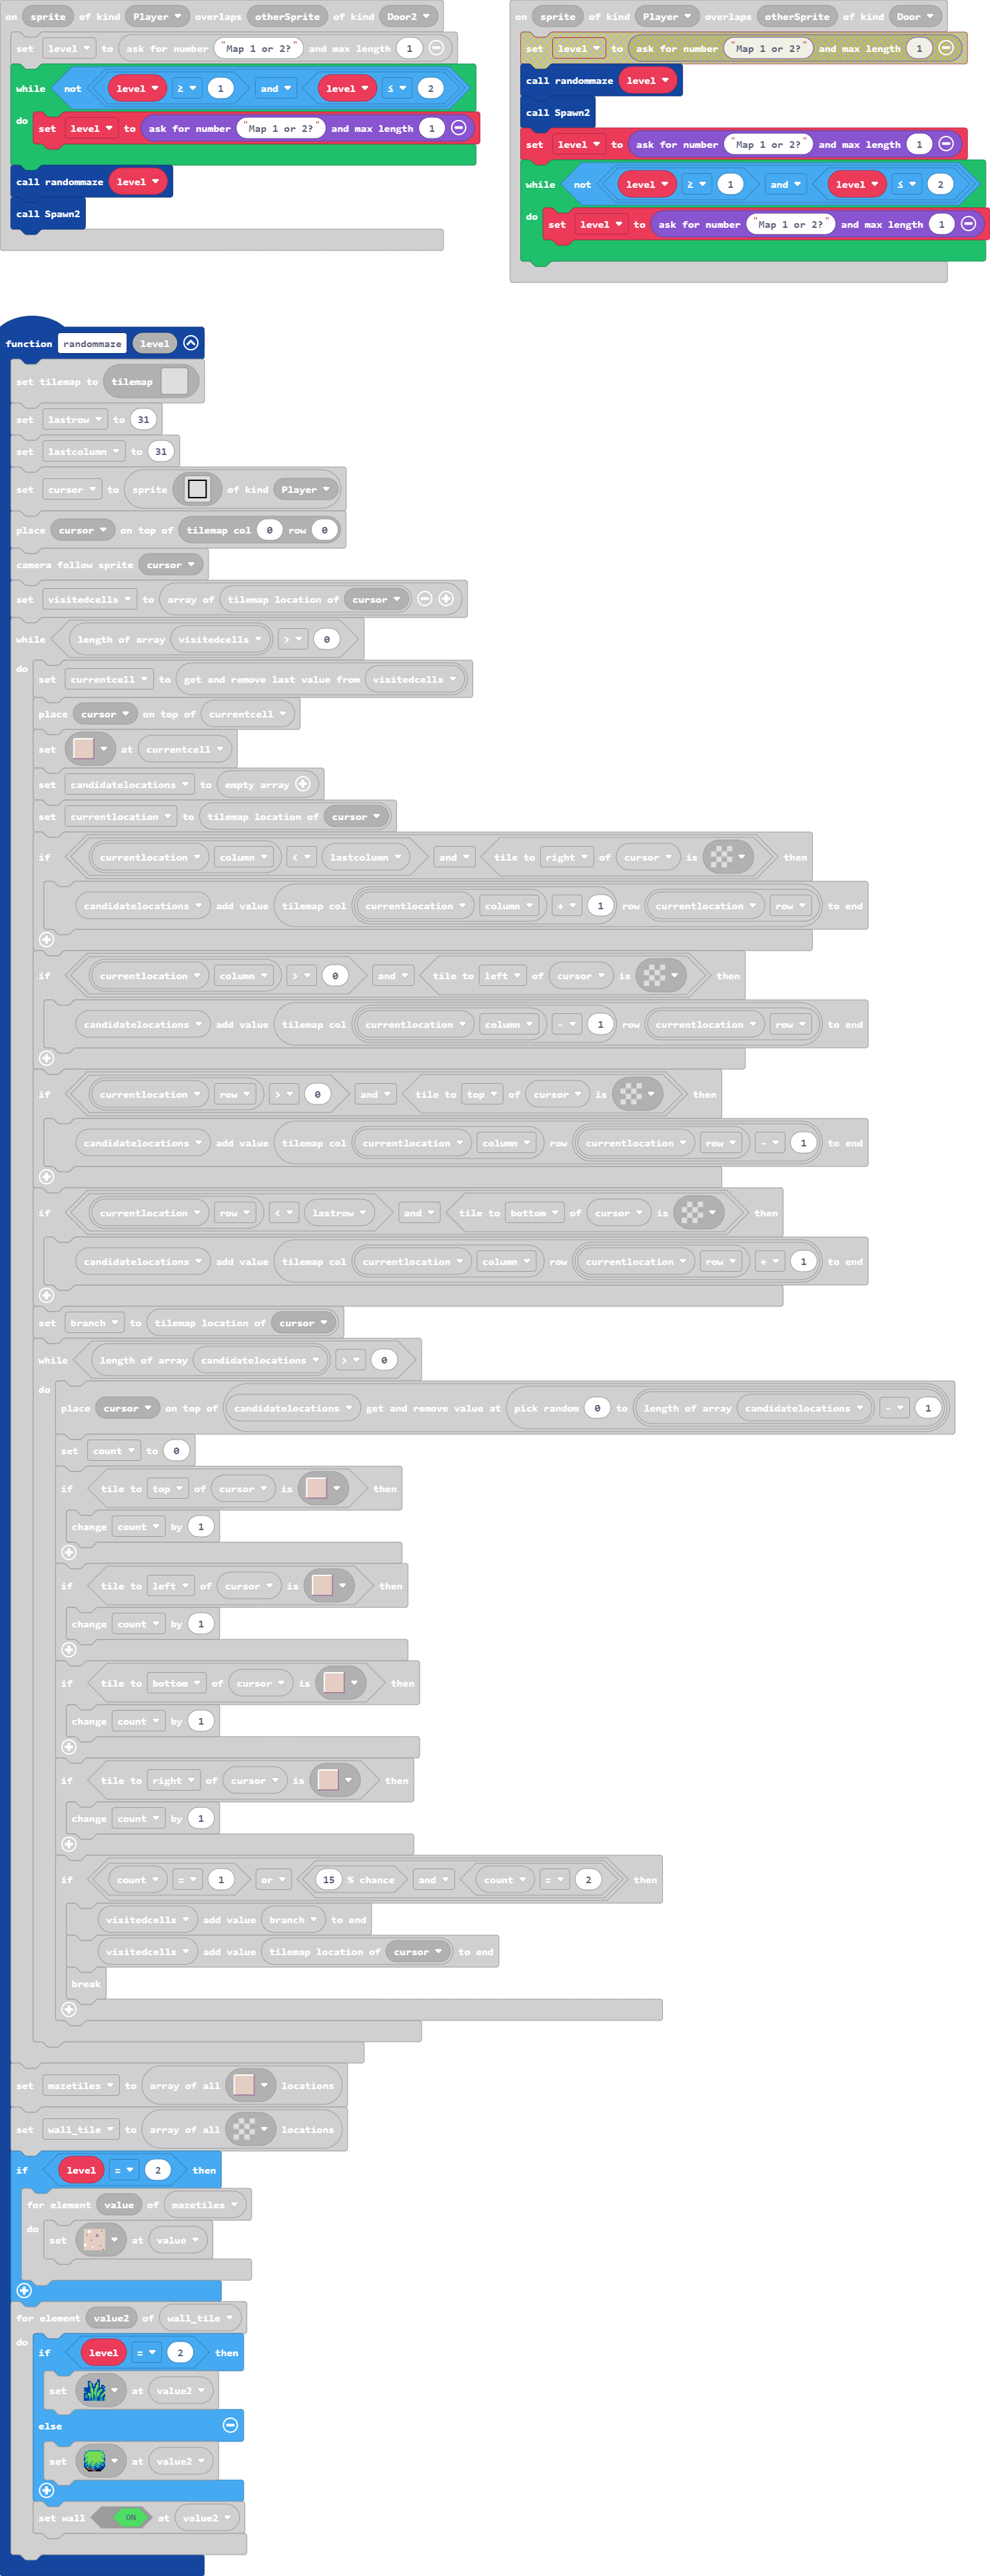 on sprite of kind Player overlaps otherSprite of kind Door2
set level to ask for number "Map 1 or 2?" and max length 1
while not level ≥ 1 and level ≤ 2
do set level to ask for number "Map 1 or 2?" and max length 1
call randommaze level
call Spawn2
on sprite of kind Player overlaps otherSprite of kind Door
set level to ask for number "Map 1 or 2?" and max length 1
call randommaze level
call Spawn2
set level to ask for number "Map 1 or 2?" and max length 1
while not level ≥ 1 and level ≤ 2
do set level to ask for number "Map 1 or 2?" and max length 1
function randommaze level
set tilemap to tilemap
set lastrow to 31
set lastcolumn to 31
set cursor to sprite of kind Player
place cursor on top of tilemap col 0 row 0
camera follow sprite cursor
set visitedcells to array of tilemap location of cursor
while length of array visitedcells > 0
do
set currentcell to get and remove last value from visitedcells
place cursor on top of currentcell
set at currentcell
set candidatelocations to empty array
set currentlocation to tilemap location of cursor
if currentlocation column < lastcolumn and tile to right of cursor is then
candidatelocations add value tilemap col currentlocation column + 1 row currentlocation row to end
if currentlocation column > 0 and tile to left of cursor is then
candidatelocations add value tilemap col currentlocation column - 1 row currentlocation row to end
if currentlocation row > 0 and tile to top of cursor is then
candidatelocations add value tilemap col currentlocation column row currentlocation row - 1 to end
if currentlocation row < lastrow and tile to bottom of cursor is then
candidatelocations add value tilemap col currentlocation column row currentlocation row + 1 to end
set branch to tilemap location of cursor
while length of array candidatelocations > 0
do
place cursor on top of candidatelocations get and remove value at pick random 0 to length of array candidatelocations - 1
set count to 0
if tile to top of cursor is then
change count by 1
if tile to left of cursor is then
change count by 1
if tile to bottom of cursor is then
change count by 1
if tile to right of cursor is then
change count by 1
if count = 1 or 15 % chance and count = 2 then
visitedcells add value branch to end
visitedcells add value tilemap location of cursor to end
break
set mazetiles to array of all locations
set wall_tile to array of all locations
if level = 2 then
for element value of mazetiles
do set at value
for element value2 of wall_tile
do if level = 2 then
set at value2
else
set at value2
set wall ON at value2